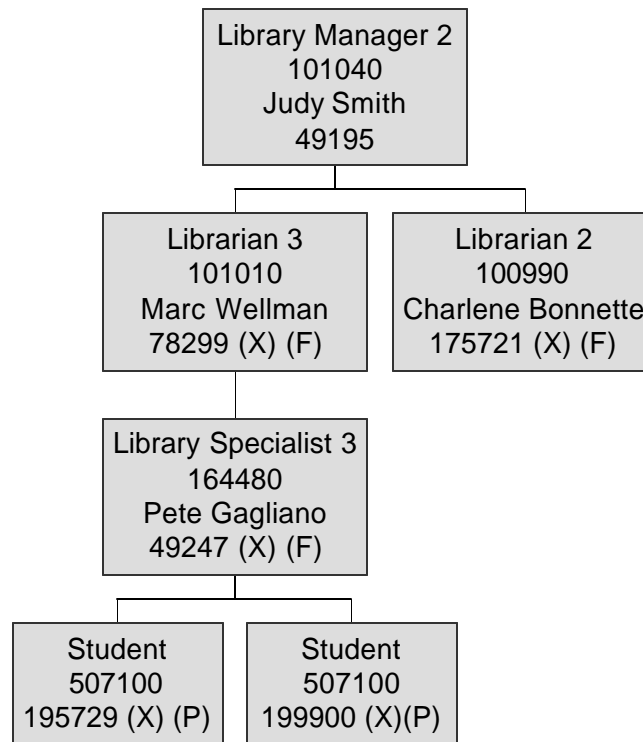 Library Manager 2
101040
Judy Smith
49195
Librarian 3
101010
Marc Wellman
78299 (X) (F)
Librarian 2
100990
Charlene Bonnette
175721 (X) (F)
Library Specialist 3
164480
Pete Gagliano
49247 (X) (F)
Student
507100
195729 (X) (P)
Student
507100
199900 (X)(P)